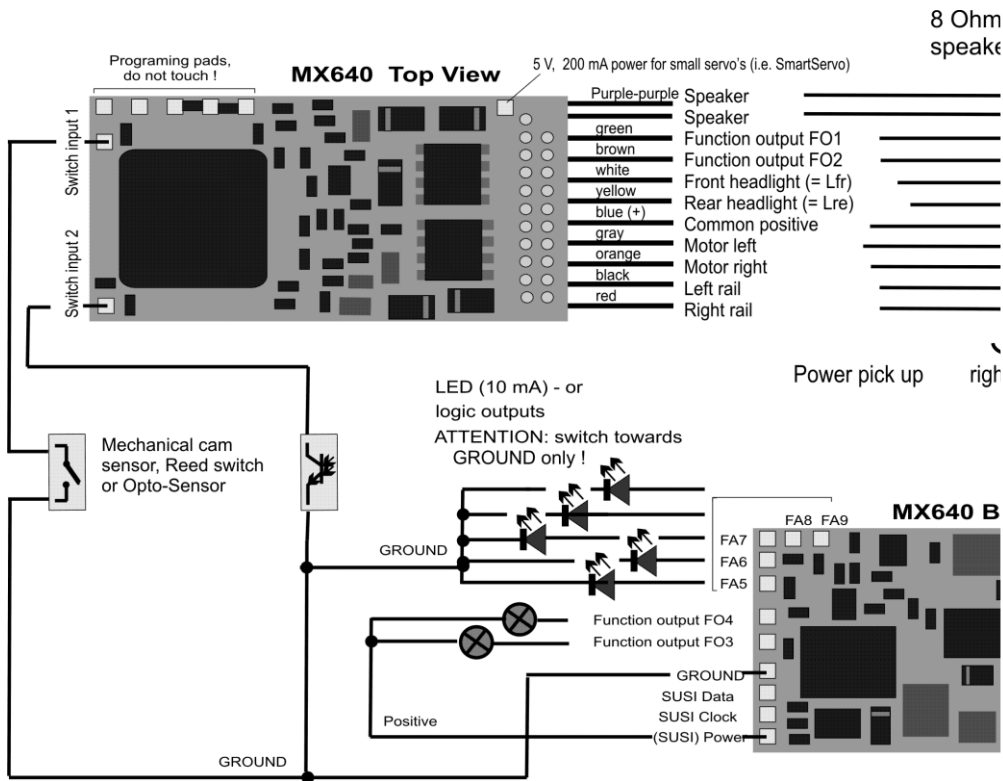 8 Ohm
speake
Programing pads,
do not touch !
MX640 Top View
5 V, 200 mA power for small servo's (i.e. SmartServo)
Switch input 1
Switch input 2
Purple-purple Speaker
Speaker
green Function output FO1
brown Function output FO2
white Front headlight (= Lfr)
yellow Rear headlight (= Lre)
blue (+) Common positive
gray Motor left
orange Motor right
black Left rail
red Right rail
Power pick up righ
LED (10 mA) - or
logic outputs
ATTENTION: switch towards
GROUND only !
Mechanical cam
sensor, Reed switch
or Opto-Sensor
MX640 B
FA8 FA9
FA7
FA6
FA5
GROUND
Function output FO4
Function output FO3
GROUND
SUSI Data
SUSI Clock
(SUSI) Power
Positive
GROUND